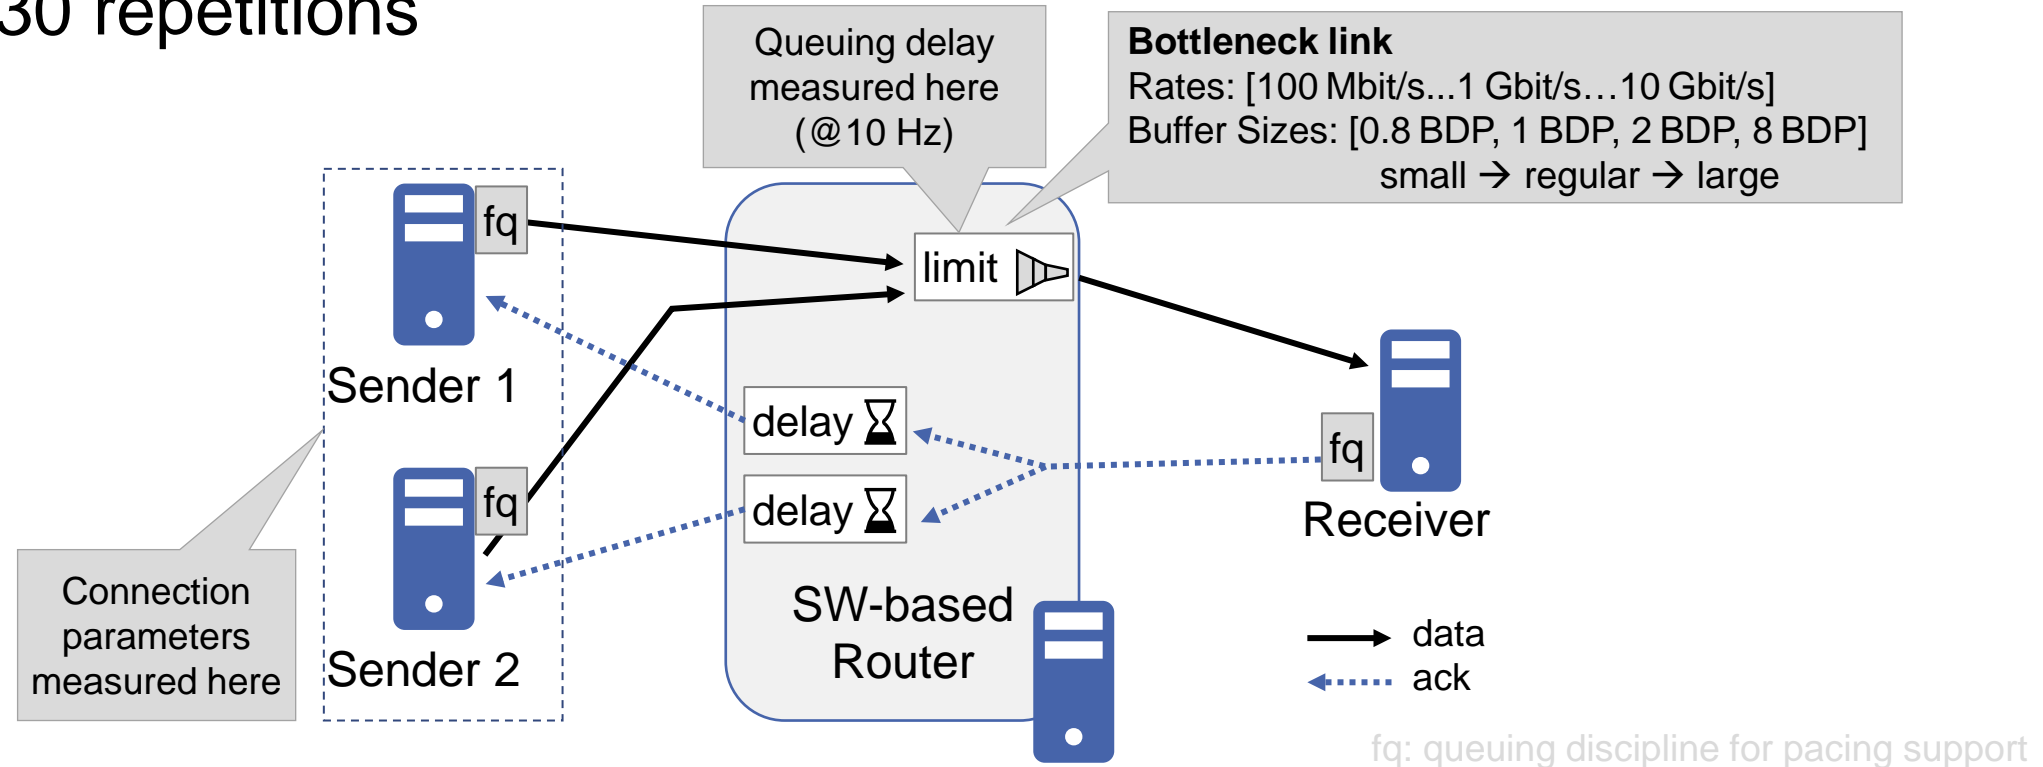 30 repetitions
Queuing delay
measured here
(@10 Hz)
Bottleneck link
Rates: [100 Mbit/s...1 Gbit/s…10 Gbit/s]
Buffer Sizes: [0.8 BDP, 1 BDP, 2 BDP, 8 BDP]
small → regular → large
fq
limit
Sender 1
delay
fq
fq
delay
Receiver
Connection
parameters
measured here
SW-based
Router
Sender 2
data
ack
fq: queuing discipline for pacing support